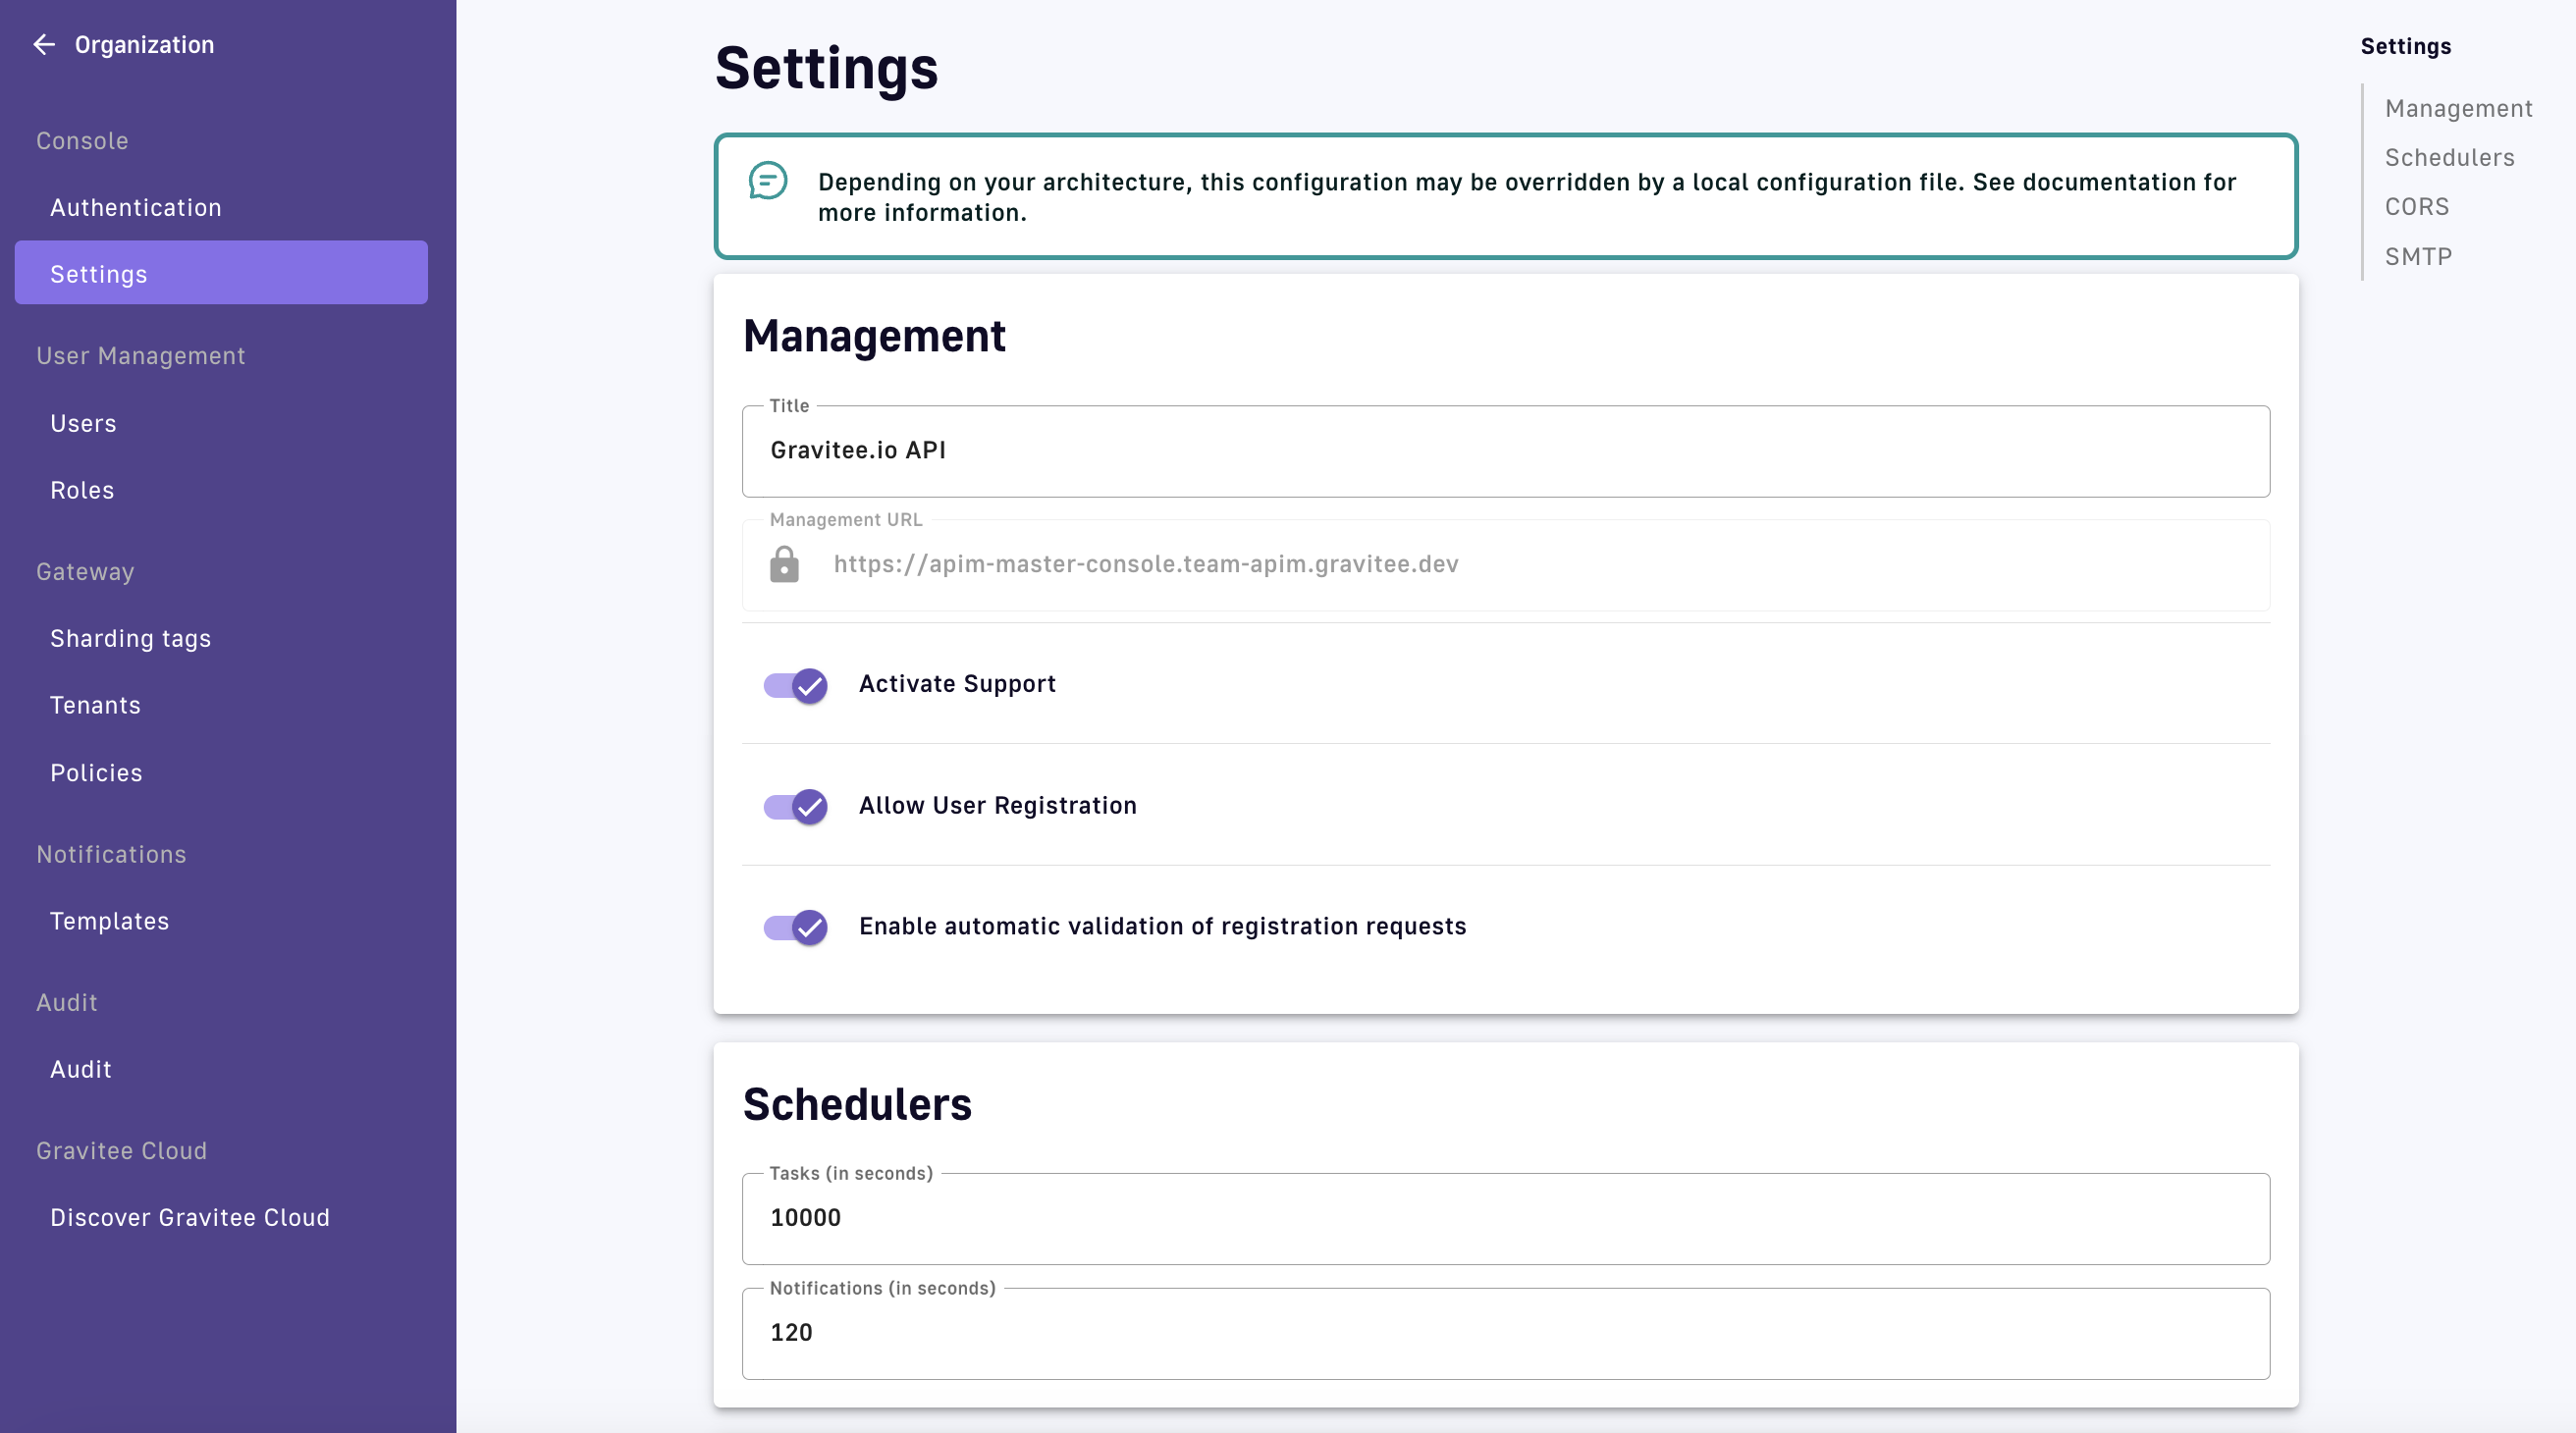 Organization
Console
Authentication
Settings
User Management
Users
Roles
Gateway
Sharding tags
Tenants
Policies
Notifications
Templates
Audit
Audit
Gravitee Cloud
Discover Gravitee Cloud
Settings
Depending on your architecture, this configuration may be overridden by a local configuration file. See documentation for
more information.
Management
Title
Gravitee.io API
Management URL
https://apim-master-console.team-apim.gravitee.dev
Activate Support
Allow User Registration
Enable automatic validation of registration requests
Schedulers
Tasks (in seconds)
10000
Notifications (in seconds)
120
Settings
Management
Schedulers
CORS
SMTP